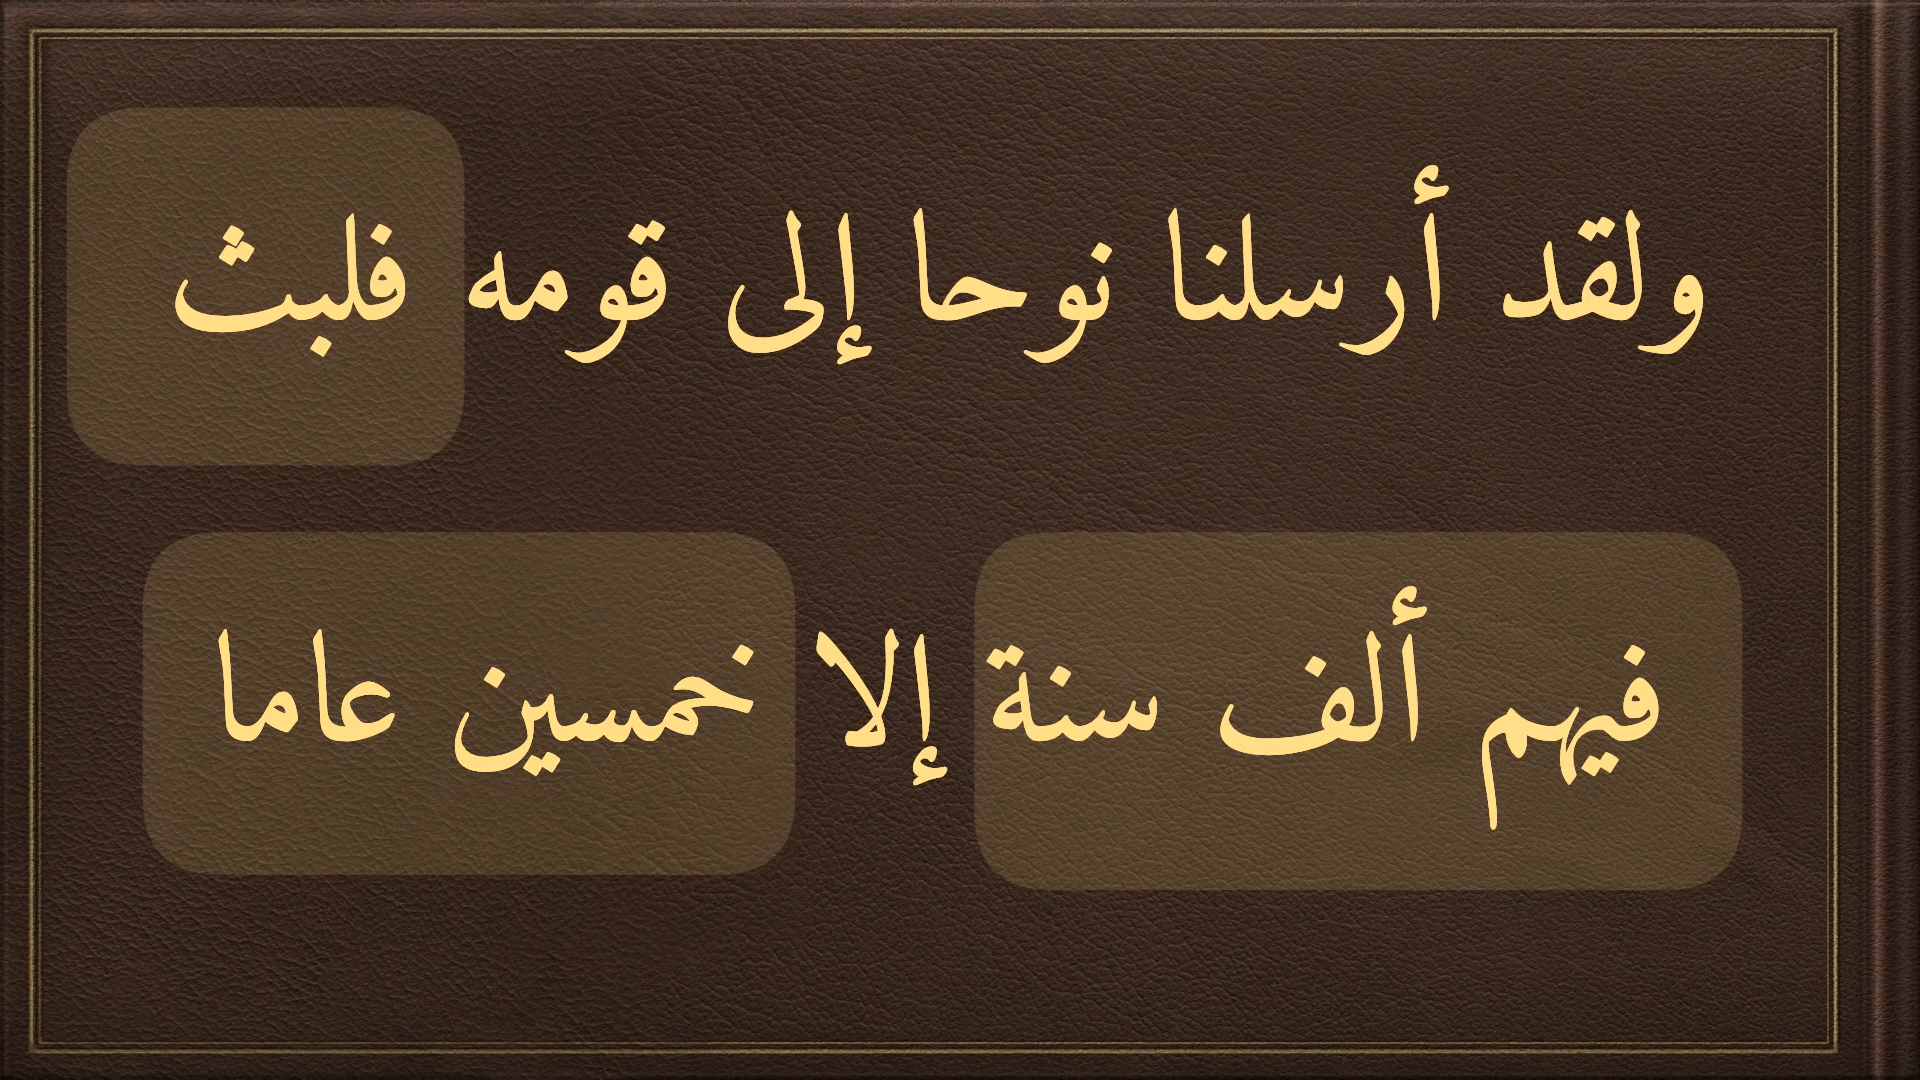 ولقد أرسلنا نوحا إلى قومه فلبث
فيهم ألف سنة إلا خمسين عاما